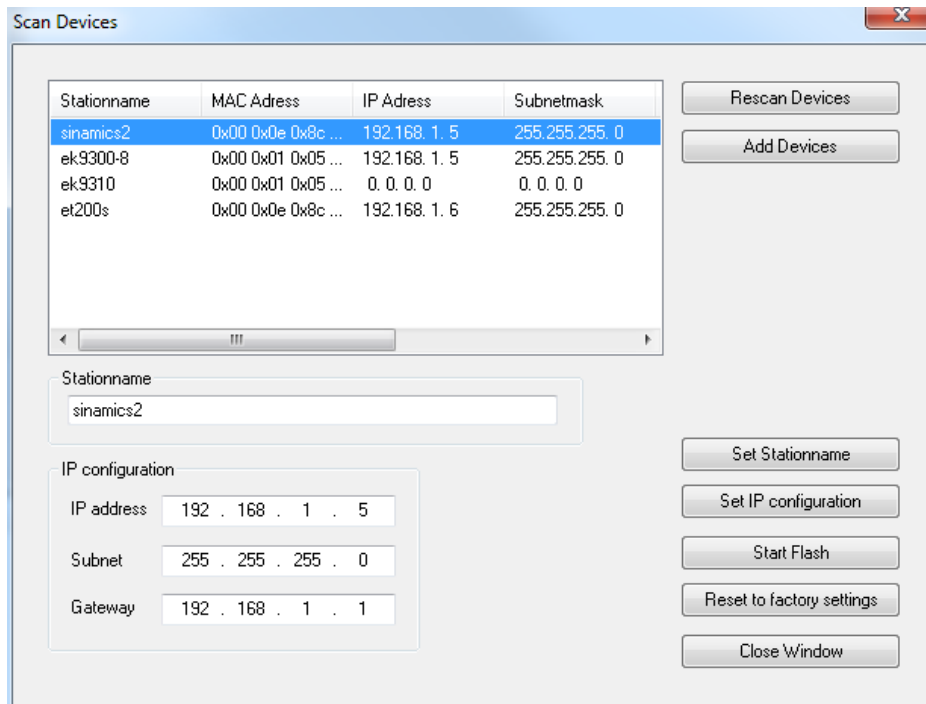 Scan Devices
Stationname MAC Adress IP Adress Subnetmask
sinamics2 0x00 0x0e 0x8c ... 192.168. 1. 5 255.255.255. 0
ek9300-8 0x00 0x01 0x05 ... 192.168. 1. 5 255.255.255. 0
ek9310 0x00 0x01 0x05 ... 0. 0. 0. 0 0. 0. 0. 0
et200s 0x00 0x0e 0x8c ... 192.168. 1. 6 255.255.255. 0
Rescan Devices
Add Devices
Stationname
sinamics2
IP configuration
IP address 192 . 168 . 1 . 5
Subnet 255 . 255 . 255 . 0
Gateway 192 . 168 . 1 . 1
Set Stationname
Set IP configuration
Start Flash
Reset to factory settings
Close Window